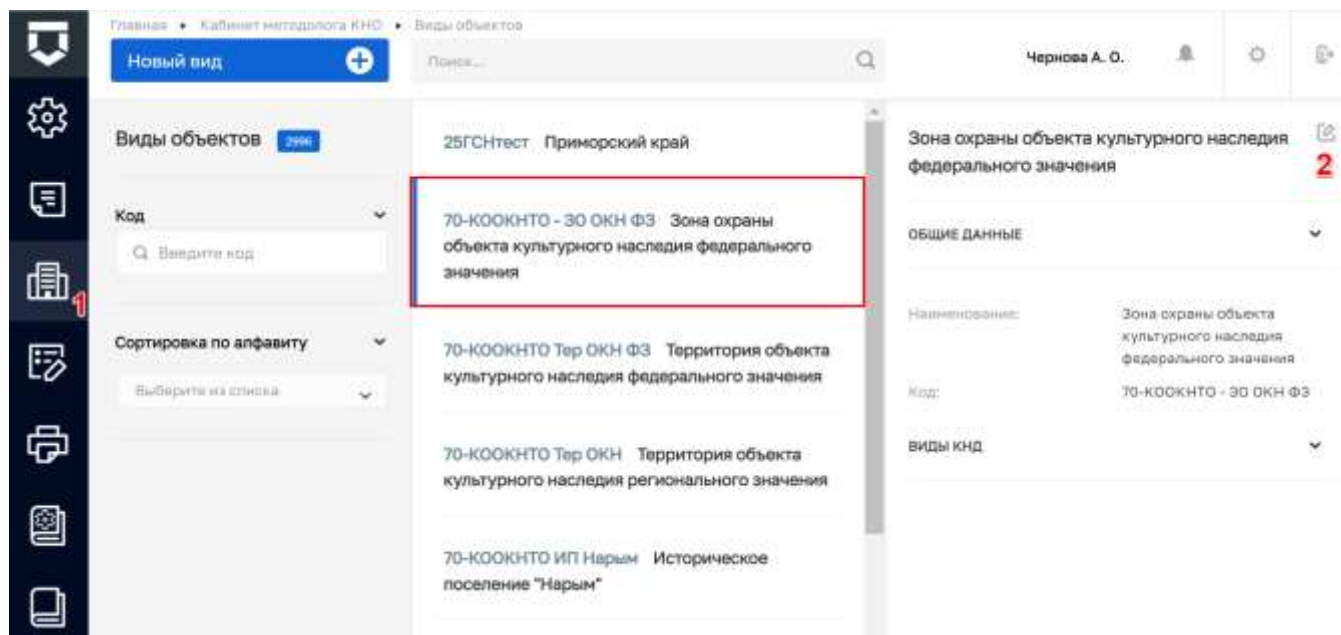 Главная • Кабинет методолога КНО • Виды объектов
Новый вид
Поиск...
Чернова А. О.
Виды объектов 2996
Код
Введите код
Сортировка по алфавиту
Выберите из списка
1
25ГСНтест Приморский край
70-КООКНТО - ЗО ОКН ФЗ Зона охраны
объекта культурного наследия федерального
значения
70-КООКНТО Тер ОКН ФЗ Территория объекта
культурного наследия федерального значения
70-КООКНТО Тер ОКН Территория объекта
культурного наследия регионального значения
70-КООКНТО ИП Нарым Историческое
поселение "Нарым"
Зона охраны объекта культурного наследия
федерального значения
2
ОБЩИЕ ДАННЫЕ
Наименование: Зона охраны объекта
культурного наследия
федерального значения
Код: 70-КООКНТО - ЗО ОКН ФЗ
ВИДЫ КНД